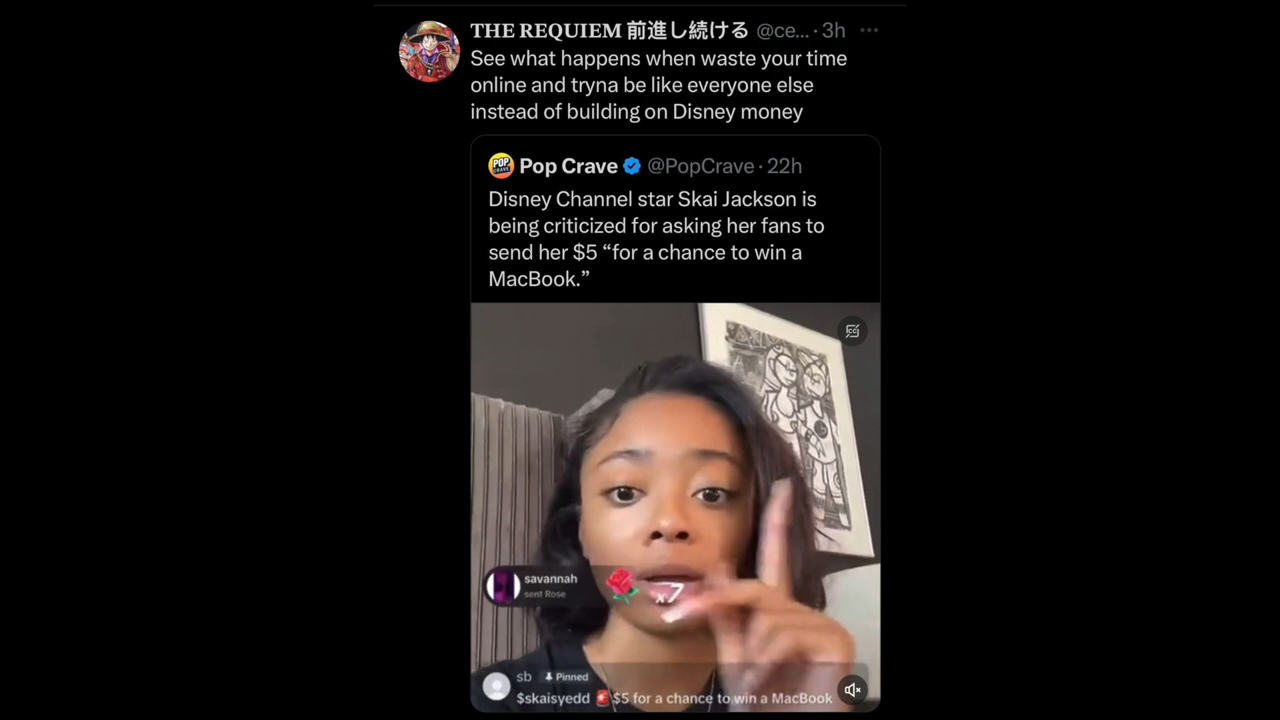 THE REQUIEM 前進し続ける @ce... · 3h
See what happens when waste your time
online and tryna be like everyone else
instead of building on Disney money
POP CRAVE
Pop Crave @PopCrave · 22h
Disney Channel star Skai Jackson is
being criticized for asking her fans to
send her $5 “for a chance to win a
MacBook.”
CC
savannah
sent Rose
x7
sb Pinned
$skaisyedd 🚨$5 for a chance to win a MacBook